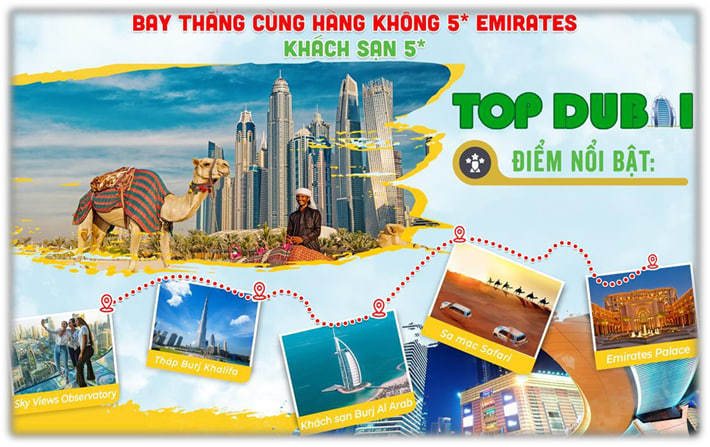 BAY THẲNG CÙNG HÀNG KHÔNG 5* EMIRATES
KHÁCH SẠN 5*
TOP DUBAI
ĐIỂM NỔI BẬT:
Sky Views Observatory
Tháp Burj Khalifa
Khách sạn Burj Al Arab
Sa mạc Safari
Emirates Palace